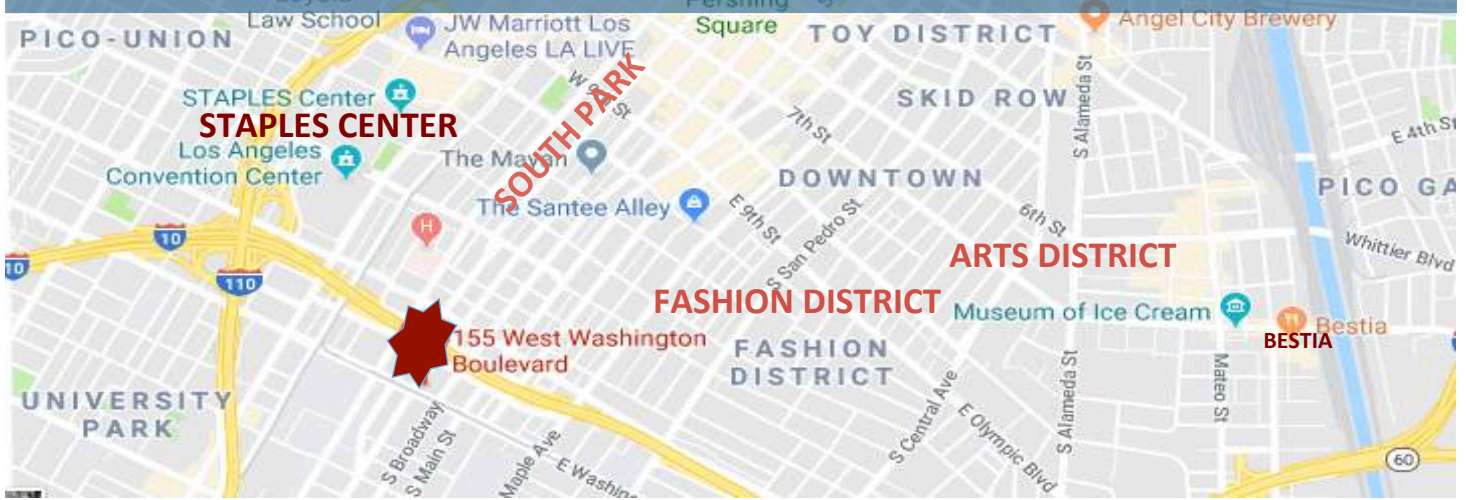 Law School
JW Marriott Los
Angeles LA LIVE
Pershing
Square
TOY DISTRICT
Angel City Brewery
PICO-UNION
STAPLES Center
STAPLES CENTER
SOUTH PARK
SKID ROW
S Alameda St
7th St
E 4th St
Los Angeles
Convention Center
The Mayan
DOWNTOWN
PICO GA
The Santee Alley
H
E 9th St
S San Pedro St
6th St
Whittier Blvd
10
10
110
ARTS DISTRICT
FASHION DISTRICT
Museum of Ice Cream
Bestia
BESTIA
155 West Washington
Boulevard
FASHION
DISTRICT
UNIVERSITY
PARK
S Broadway
S Main St
Maple Ave
E Washing
S Central Ave
E Olympic Blvd
S Alameda St
Mateo St
60